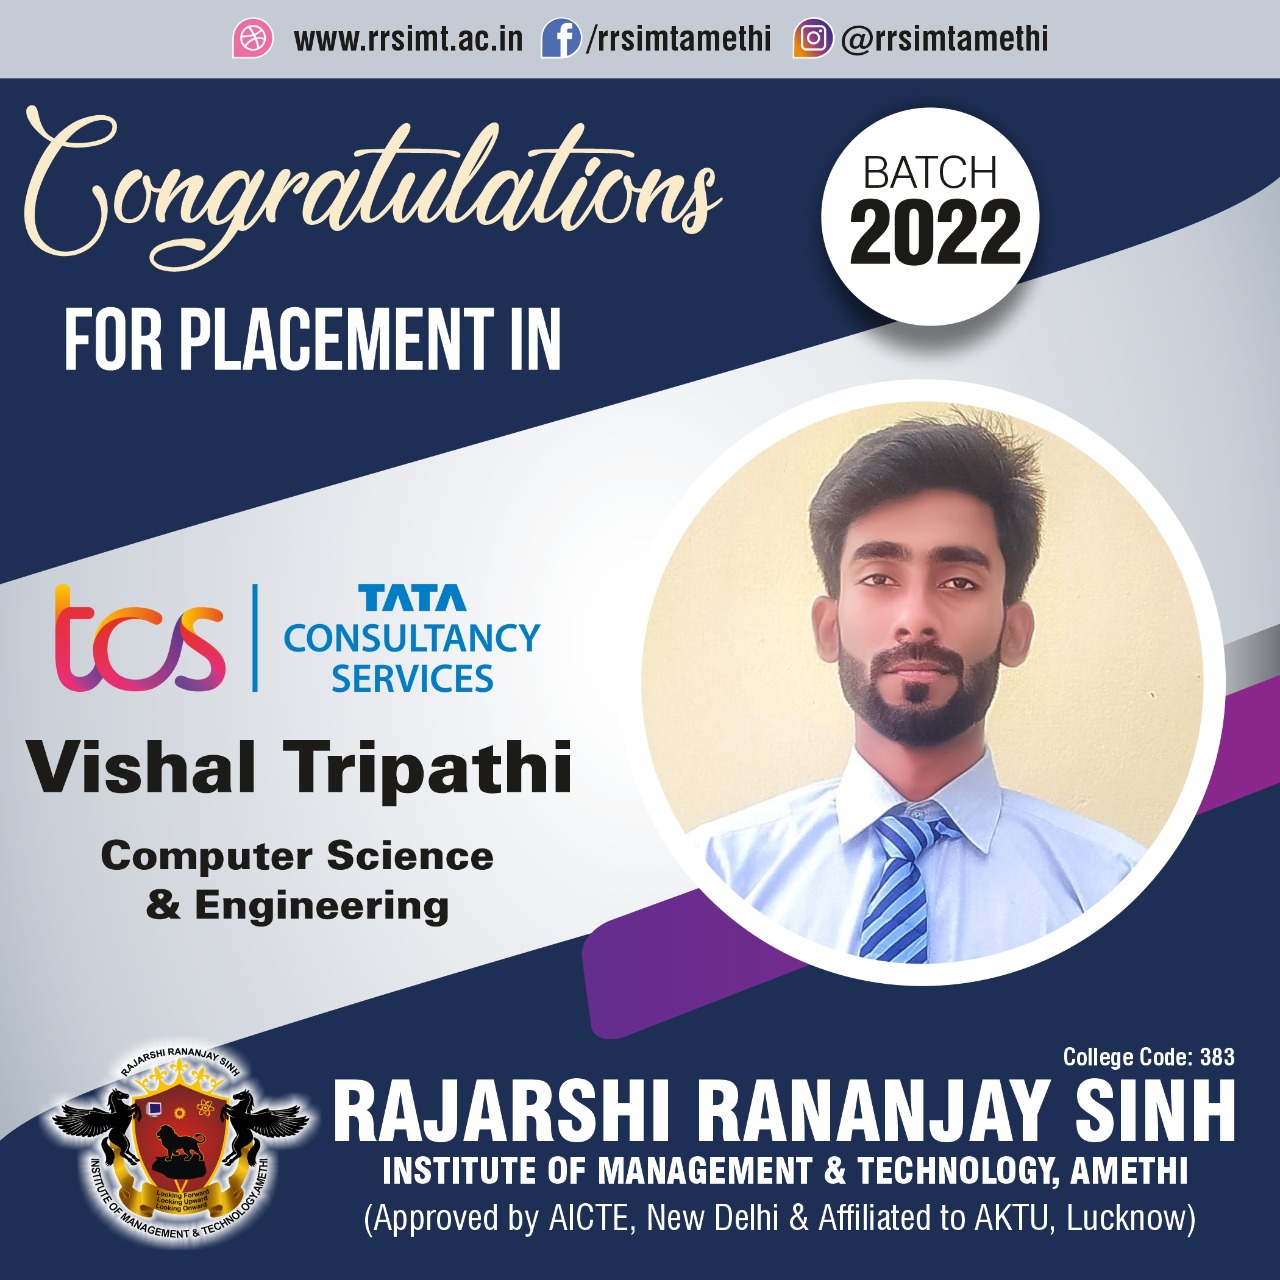 www.rrsimt.ac.in /rrsimtamethi @rrsimtamethi
Congratulations
BATCH
2022
FOR PLACEMENT IN
tcs
TATA
CONSULTANCY
SERVICES
Vishal Tripathi
Computer Science
& Engineering
RAJARSHI RANANJAY SINH
Looking Forward
Looking Upward
Looking Onward
INSTITUTE OF MANAGEMENT & TECHNOLOGY, AMETHI
College Code: 383
RAJARSHI RANANJAY SINH
INSTITUTE OF MANAGEMENT & TECHNOLOGY, AMETHI
(Approved by AICTE, New Delhi & Affiliated to AKTU, Lucknow)